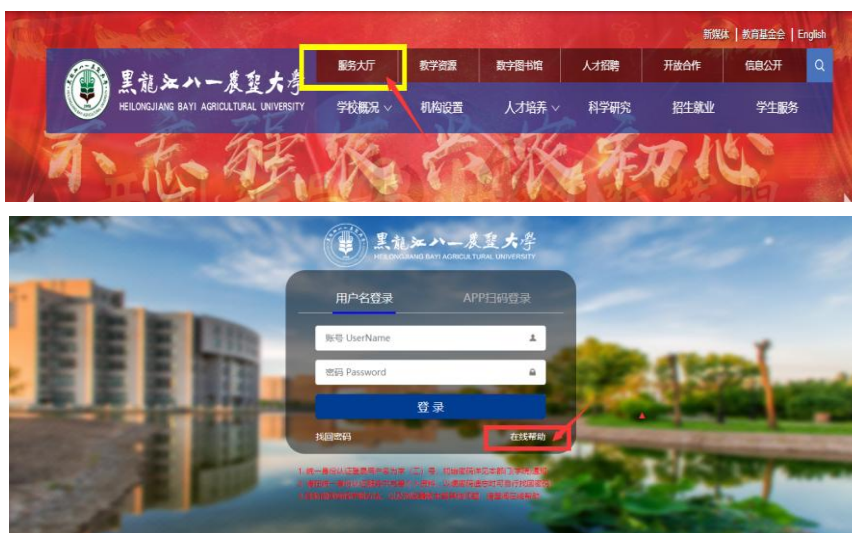 新媒体 | 教育基金会 | English
服务大厅 教学资源 数字图书馆 人才招聘 开放合作 信息公开
黑龍江八一農墾大學
HEILONGJIANG BAYI AGRICULTURAL UNIVERSITY
学校概况 机构设置 人才培养 科学研究 招生就业 学生服务
不忘强农兴农初心
黑龍江八一農墾大學
HEILONGJIANG BAYI AGRICULTURAL UNIVERSITY
用户名登录 APP扫码登录
账号 UserName
密码 Password
登 录
找回密码 在线帮助